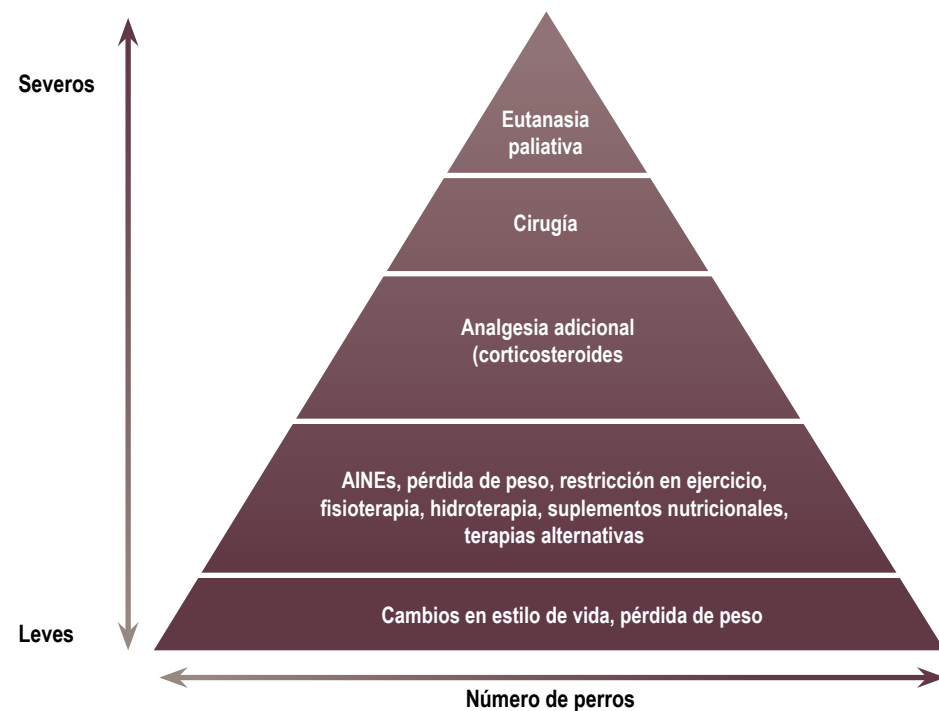 Severos
Eutanasia
paliativa
Cirugía
Analgesia adicional
(corticosteroides
AINEs, pérdida de peso, restricción en ejercicio,
fisioterapia, hidroterapia, suplementos nutricionales,
terapias alternativas
Cambios en estilo de vida, pérdida de peso
Leves
Número de perros